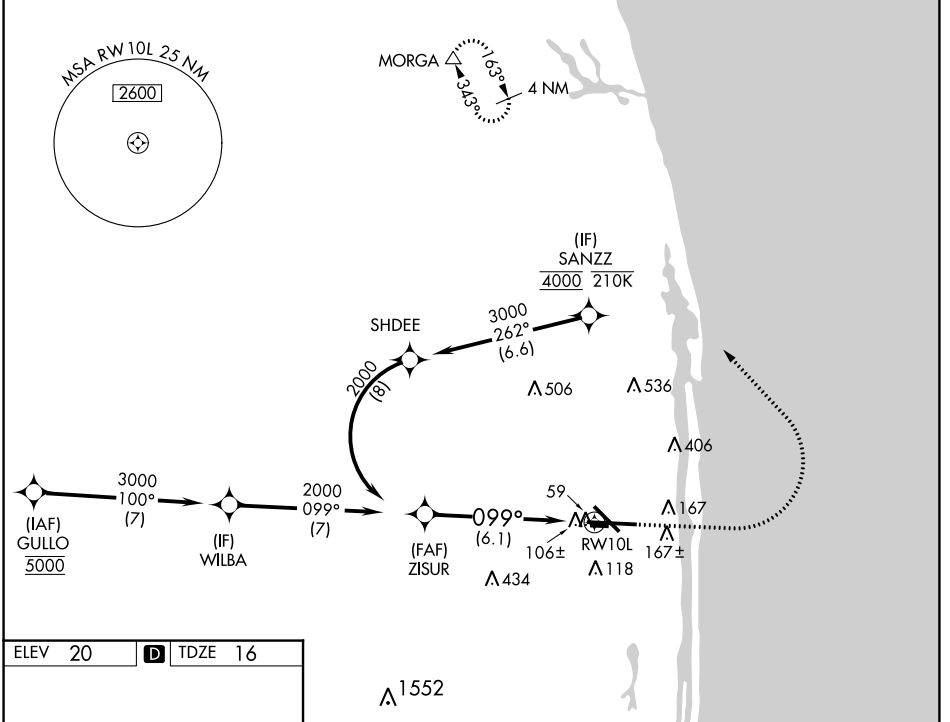 MSA RW 10L 25 NM
2600
MORGA
163°
343°
4 NM
(IF)
SANZZ
4000 210K
3000
262°
(6.6)
SHDEE
2000
(8)
506
536
406
3000
100°
(7)
2000
099°
(7)
099°
(6.1)
59
167
(IAF)
GULLO
5000
(IF)
WILBA
(FAF)
ZISUR
106±
RW10L
167±
434
118
ELEV 20 D TDZE 16
1552